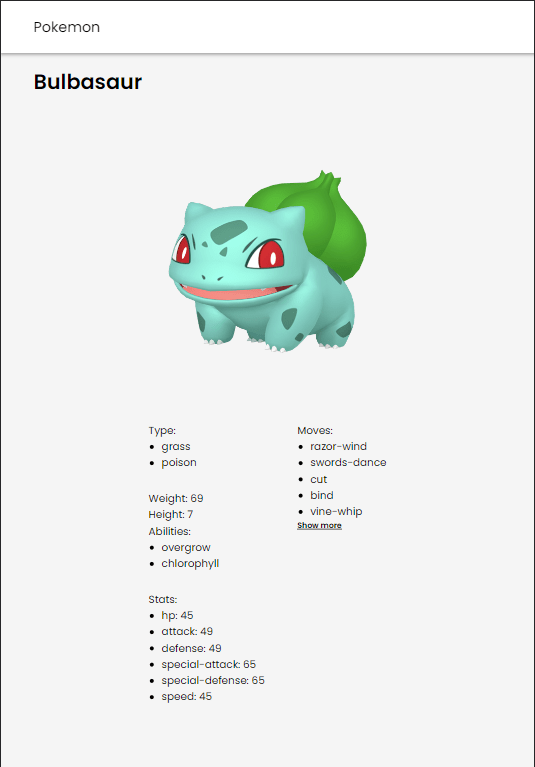 Pokemon
Bulbasaur
Type:
grass
poison
Weight: 69
Height: 7
Abilities:
overgrow
chlorophyll
Stats:
hp: 45
attack: 49
defense: 49
special-attack: 65
special-defense: 65
speed: 45
Moves:
razor-wind
swords-dance
cut
bind
vine-whip
Show more